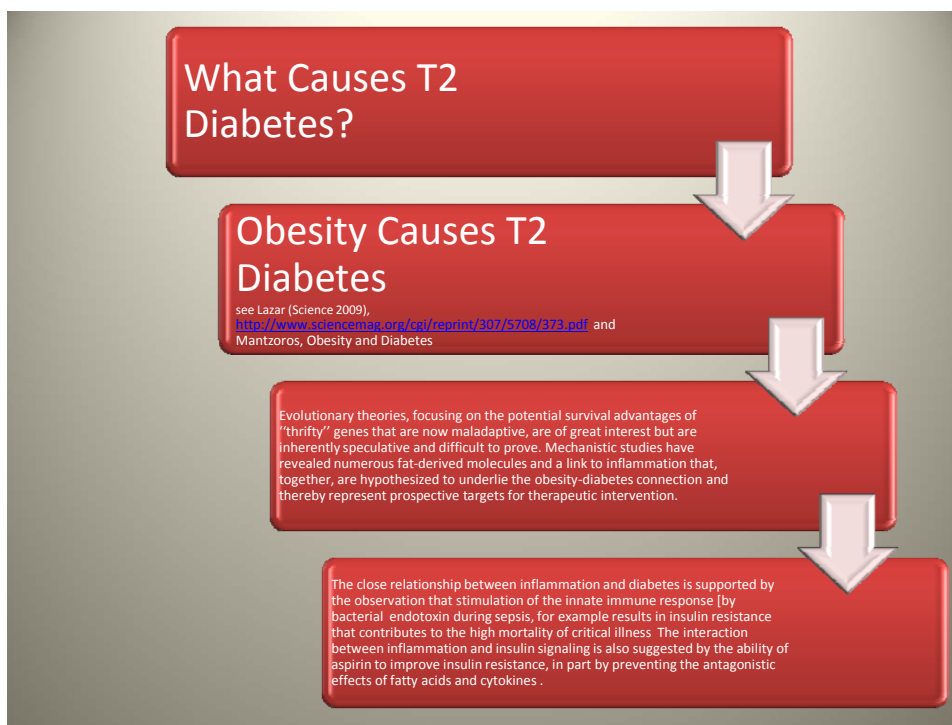 What Causes T2
Diabetes?
Obesity Causes T2
Diabetes
see Lazar (Science 2009),
http://www.sciencemag.org/cgi/reprint/307/5708/373.pdf and
Mantzoros, Obesity and Diabetes
Evolutionary theories, focusing on the potential survival advantages of
‘‘thrifty’’ genes that are now maladaptive, are of great interest but are
inherently speculative and difficult to prove. Mechanistic studies have
revealed numerous fat-derived molecules and a link to inflammation that,
together, are hypothesized to underlie the obesity-diabetes connection and
thereby represent prospective targets for therapeutic intervention.
The close relationship between inflammation and diabetes is supported by
the observation that stimulation of the innate immune response [by
bacterial endotoxin during sepsis, for example results in insulin resistance
that contributes to the high mortality of critical illness The interaction
between inflammation and insulin signaling is also suggested by the ability of
aspirin to improve insulin resistance, in part by preventing the antagonistic
effects of fatty acids and cytokines .